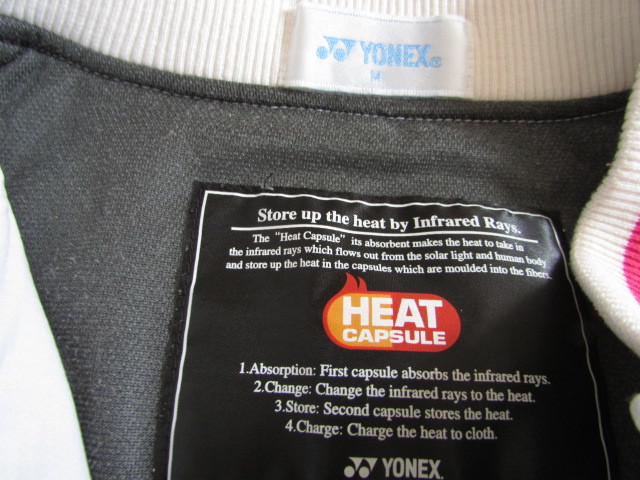 YONEX®
M
Store up the heat by Infrared Rays.
The "Heat Capsule" its absorbent makes the heat to take in
the infrared rays which flows out from the solar light and human body
and store up the heat in the capsules which are moulded into the fibers.
HEAT
CAPSULE
1.Absorption: First capsule absorbs the infrared rays.
2.Change: Change the infrared rays to the heat.
3.Store: Second capsule stores the heat.
4.Charge: Charge the heat to cloth.
YONEX.